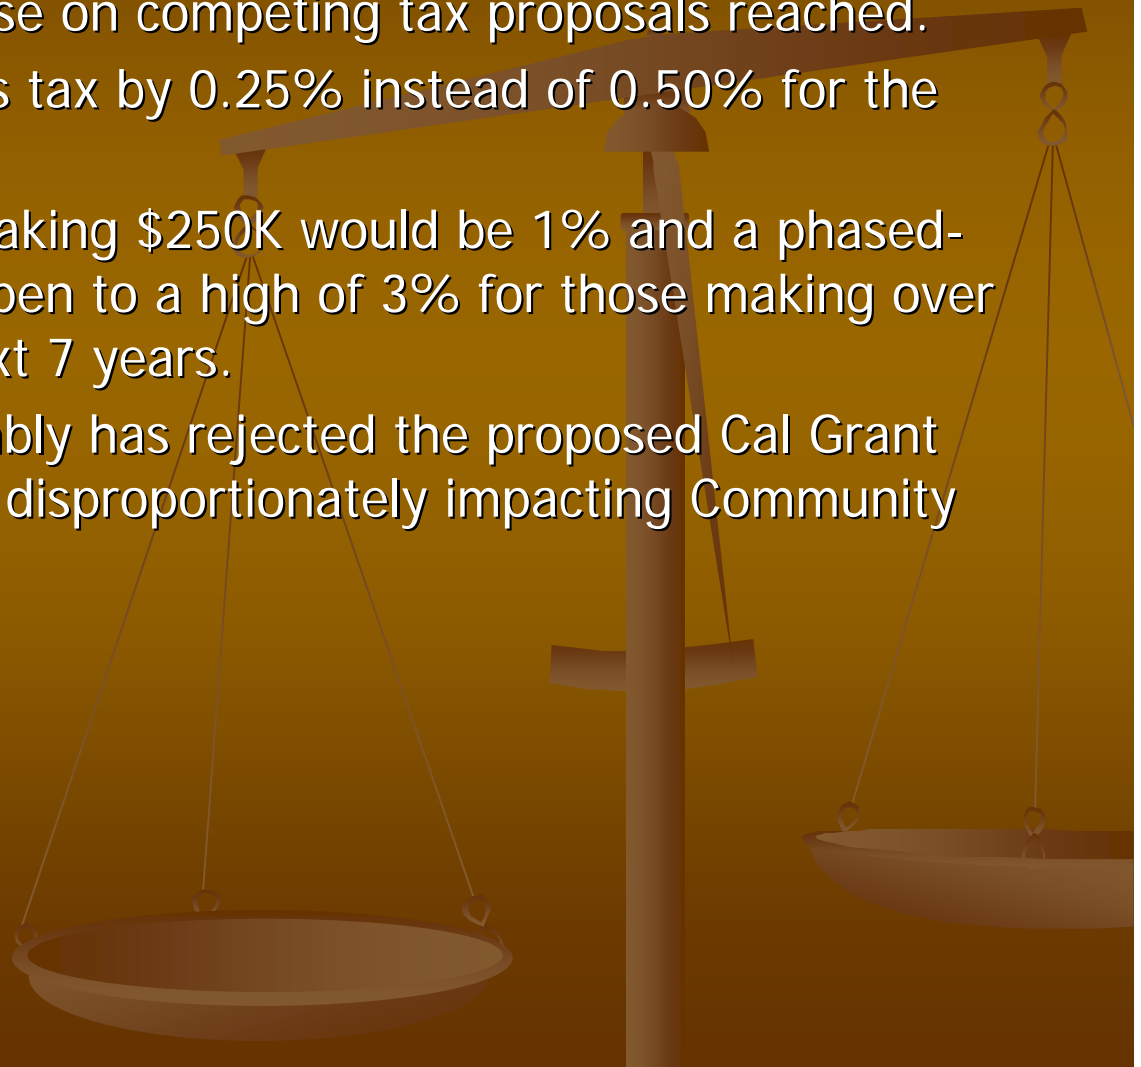 se on competing tax proposals reached.
s tax by 0.25% instead of 0.50% for the
aking $250K would be 1% and a phased-
pen to a high of 3% for those making over
xt 7 years.
bly has rejected the proposed Cal Grant
disproportionately impacting Community